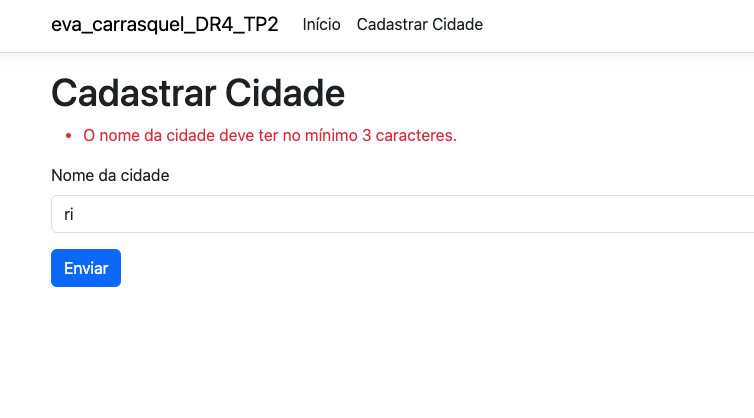 eva_carrasquel_DR4_TP2 Início Cadastrar Cidade
Cadastrar Cidade
• O nome da cidade deve ter no mínimo 3 caracteres.
Nome da cidade
ri
Enviar